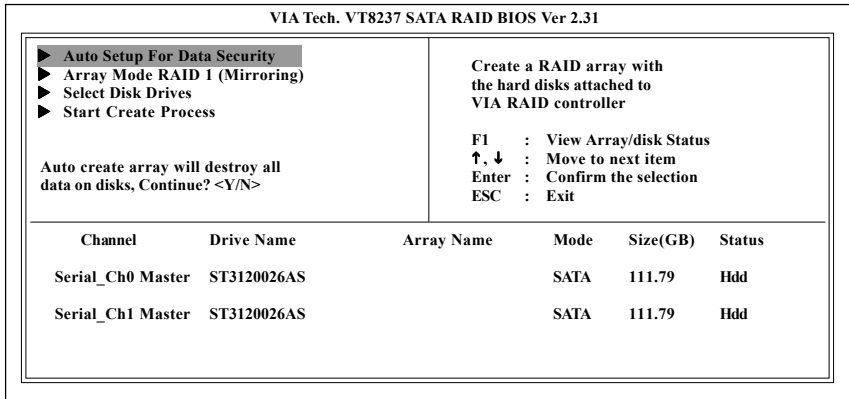 VIA Tech. VT8237 SATA RAID BIOS Ver 2.31
Auto Setup For Data Security
Array Mode RAID 1 (Mirroring)
Select Disk Drives
Start Create Process
Auto create array will destroy all
data on disks, Continue? <Y/N>
Create a RAID array with
the hard disks attached to
VIA RAID controller
F1 : View Array/disk Status
↑, ↓ : Move to next item
Enter : Confirm the selection
ESC : Exit
Channel Drive Name Array Name Mode Size(GB) Status
Serial_Ch0 Master ST3120026AS SATA 111.79 Hdd
Serial_Ch1 Master ST3120026AS SATA 111.79 Hdd